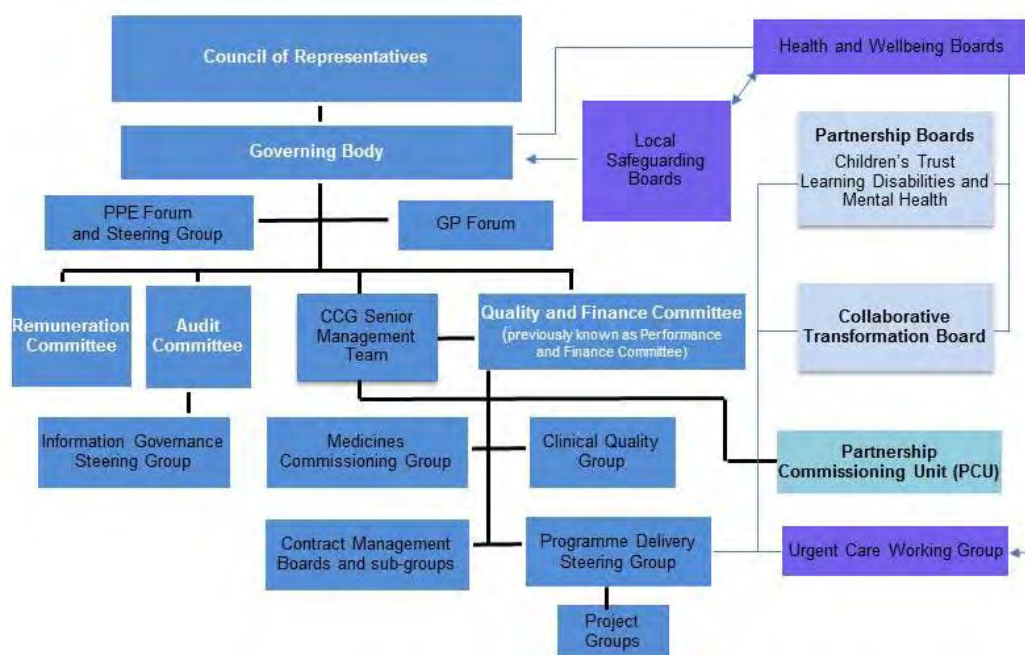 Council of Representatives
Health and Wellbeing Boards
Governing Body
Local
Safeguarding
Boards
Partnership Boards
Children's Trust
Learning Disabilities and
Mental Health
PPE Forum
and Steering Group
GP Forum
Remuneration
Committee
Audit
Committee
CCG Senior
Management
Team
Quality and Finance Committee
(previously known as Performance
and Finance Committee)
Collaborative
Transformation Board
Information Governance
Steering Group
Medicines
Commissioning Group
Clinical Quality
Group
Partnership
Commissioning Unit (PCU)
Contract Management
Boards and sub-groups
Programme Delivery
Steering Group
Urgent Care Working Group
Project
Groups